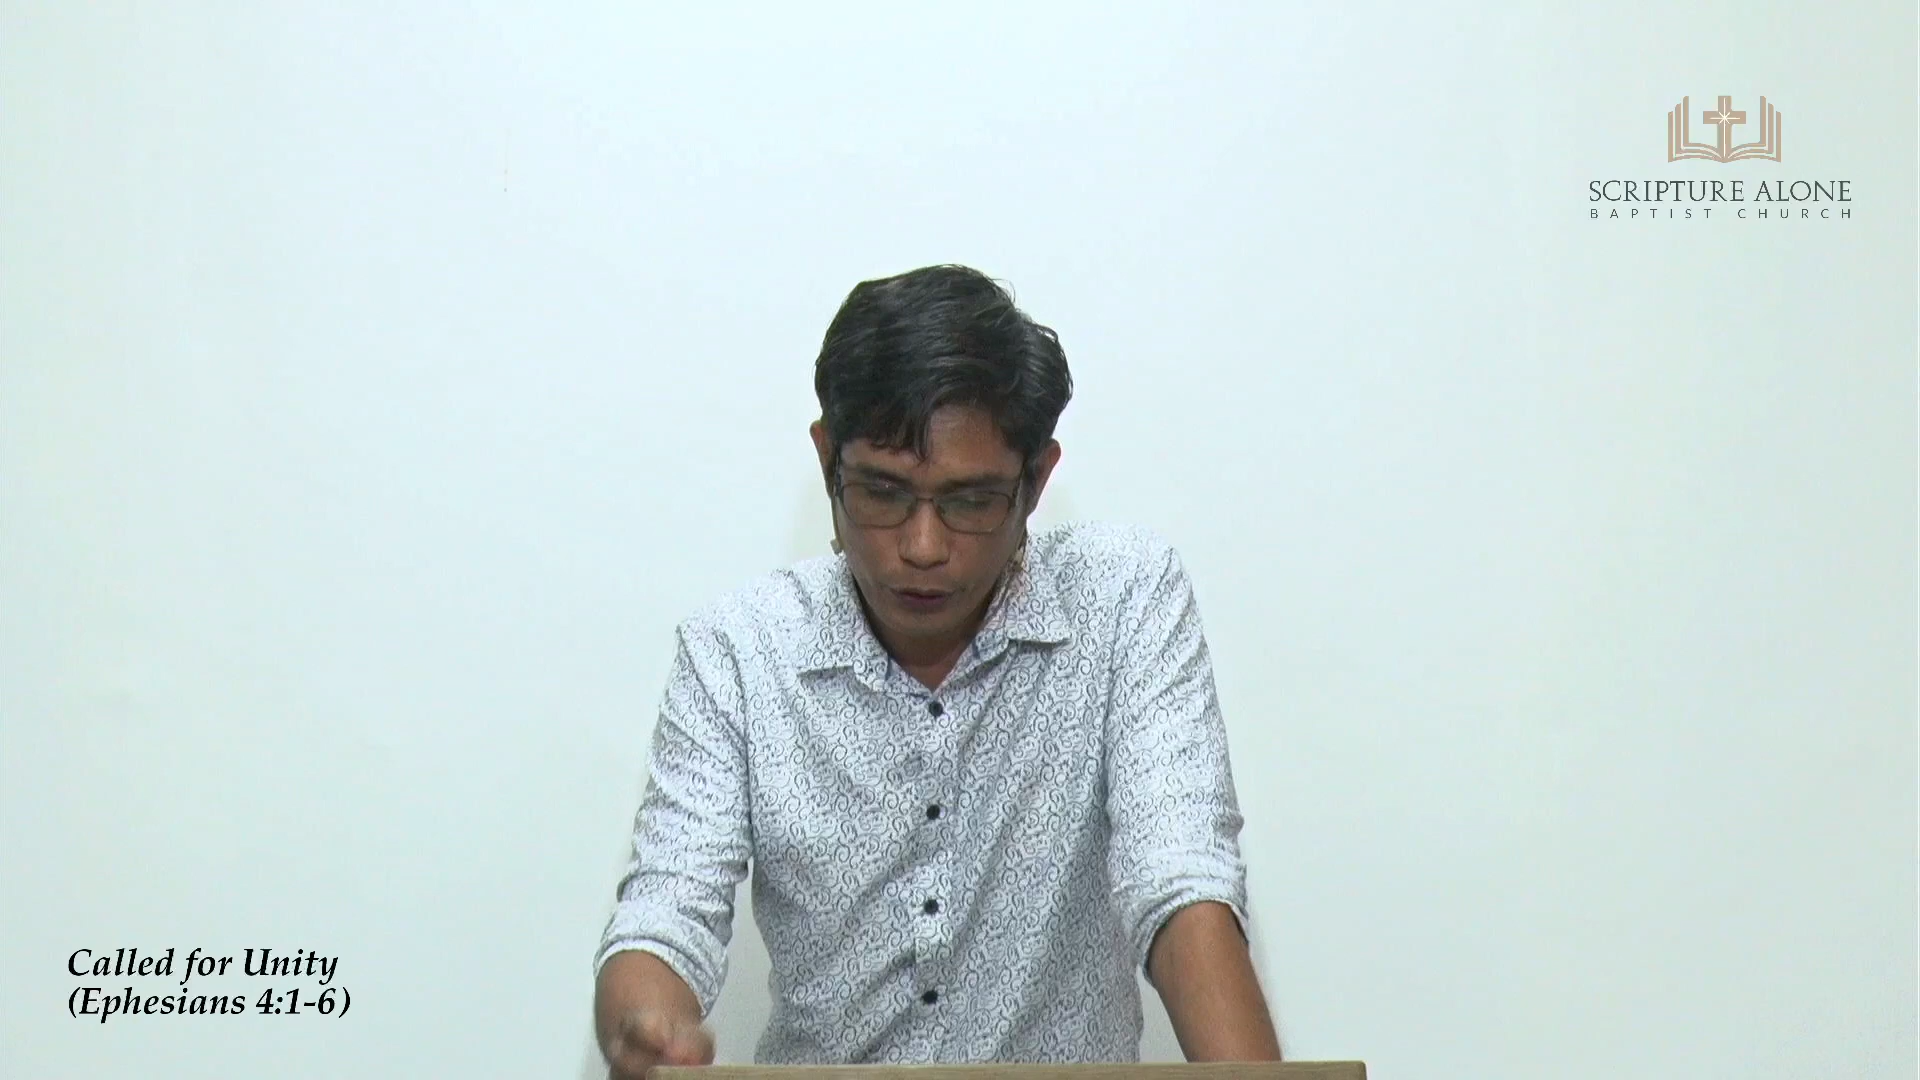 SCRIPTURE ALONE
BAPTIST CHURCH
Called for Unity
(Ephesians 4:1-6)